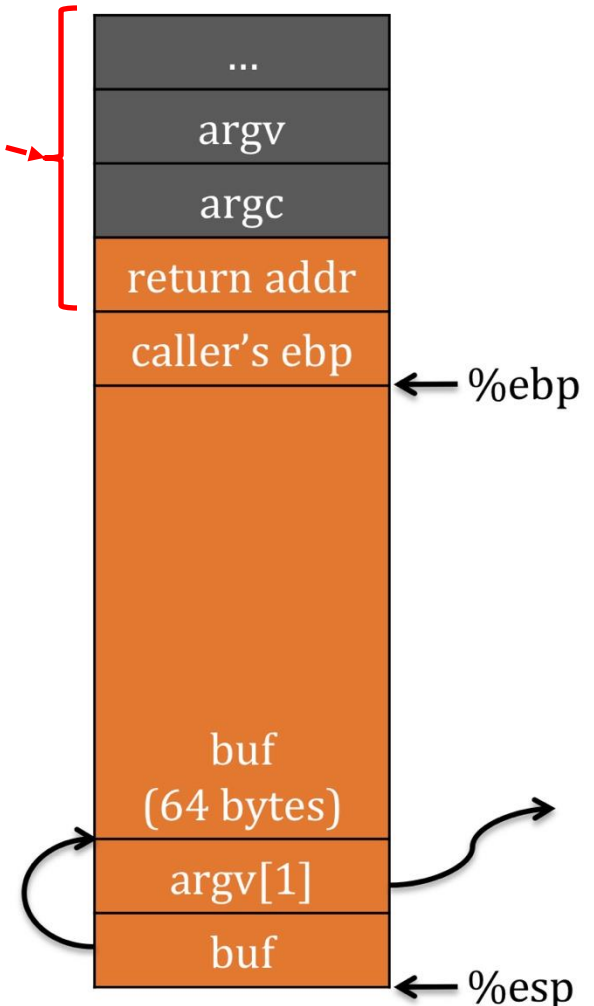 ...
argv
argc
return addr
caller’s ebp
%ebp
buf
(64 bytes)
argv[1]
buf
%esp